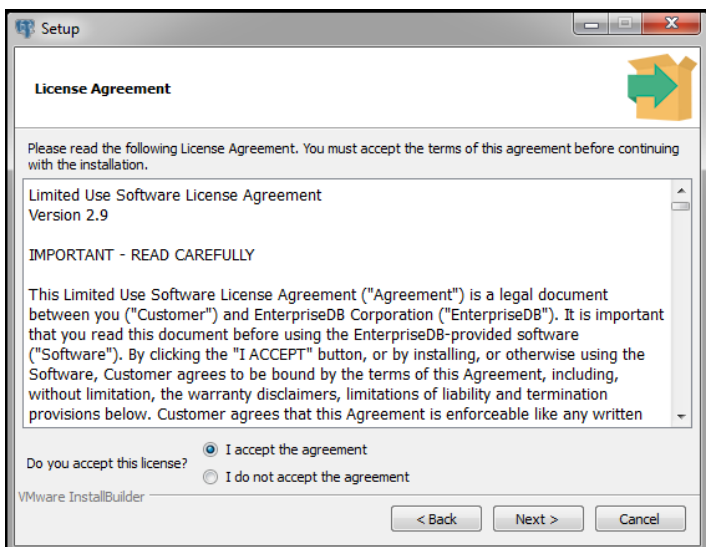 Setup
License Agreement
Please read the following License Agreement. You must accept the terms of this agreement before continuing
with the installation.
Limited Use Software License Agreement
Version 2.9
IMPORTANT - READ CAREFULLY
This Limited Use Software License Agreement ("Agreement") is a legal document
between you ("Customer") and EnterpriseDB Corporation ("EnterpriseDB"). It is important
that you read this document before using the EnterpriseDB-provided software
("Software"). By clicking the "I ACCEPT" button, or by installing, or otherwise using the
Software, Customer agrees to be bound by the terms of this Agreement, including,
without limitation, the warranty disclaimers, limitations of liability and termination
provisions below. Customer agrees that this Agreement is enforceable like any written
Do you accept this license?
I accept the agreement
I do not accept the agreement
VMware InstallBuilder
< Back Next > Cancel